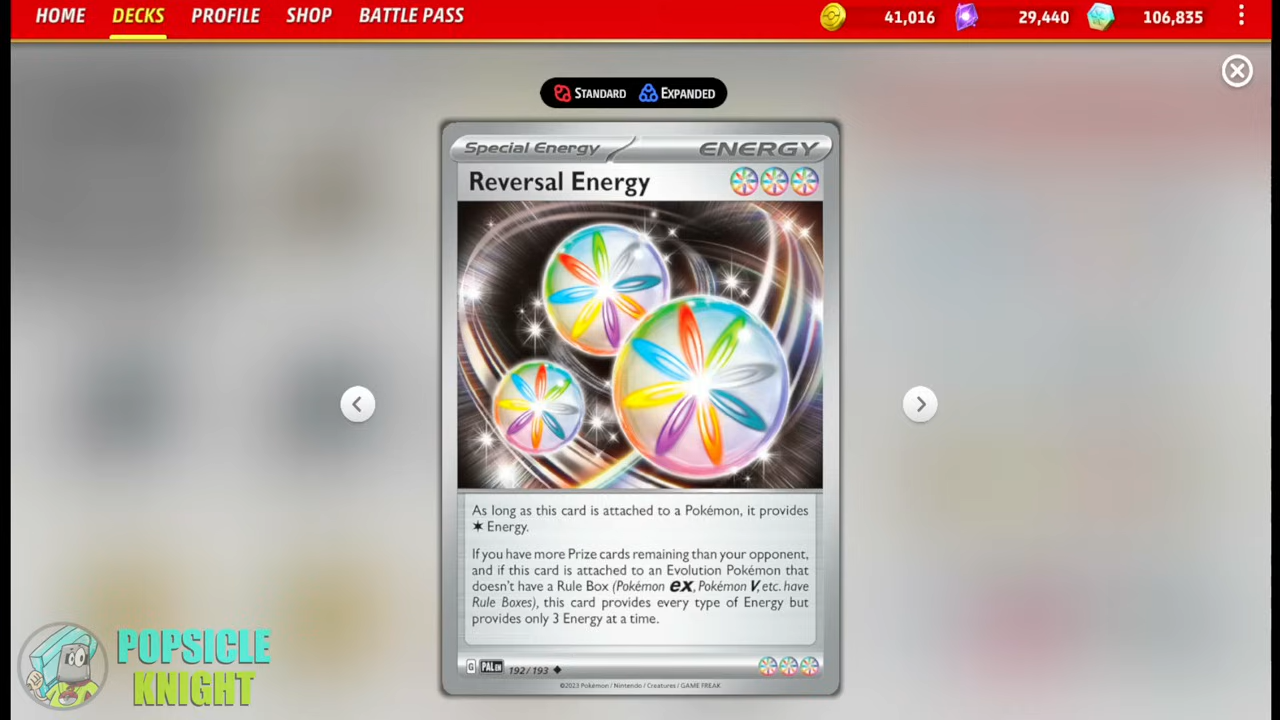 HOME DECKS PROFILE SHOP BATTLE PASS 41,016 29,440 106,835
STANDARD EXPANDED
Special Energy ENERGY
Reversal Energy
As long as this card is attached to a Pokémon, it provides
Energy.
If you have more Prize cards remaining than your opponent,
and if this card is attached to an Evolution Pokémon that
doesn't have a Rule Box (Pokémon ex, Pokémon V, etc. have
Rule Boxes), this card provides every type of Energy but
provides only 3 Energy at a time.
G PAL EN 192/193
©2023 Pokémon / Nintendo / Creatures / GAME FREAK
POPSICLE
KNIGHT